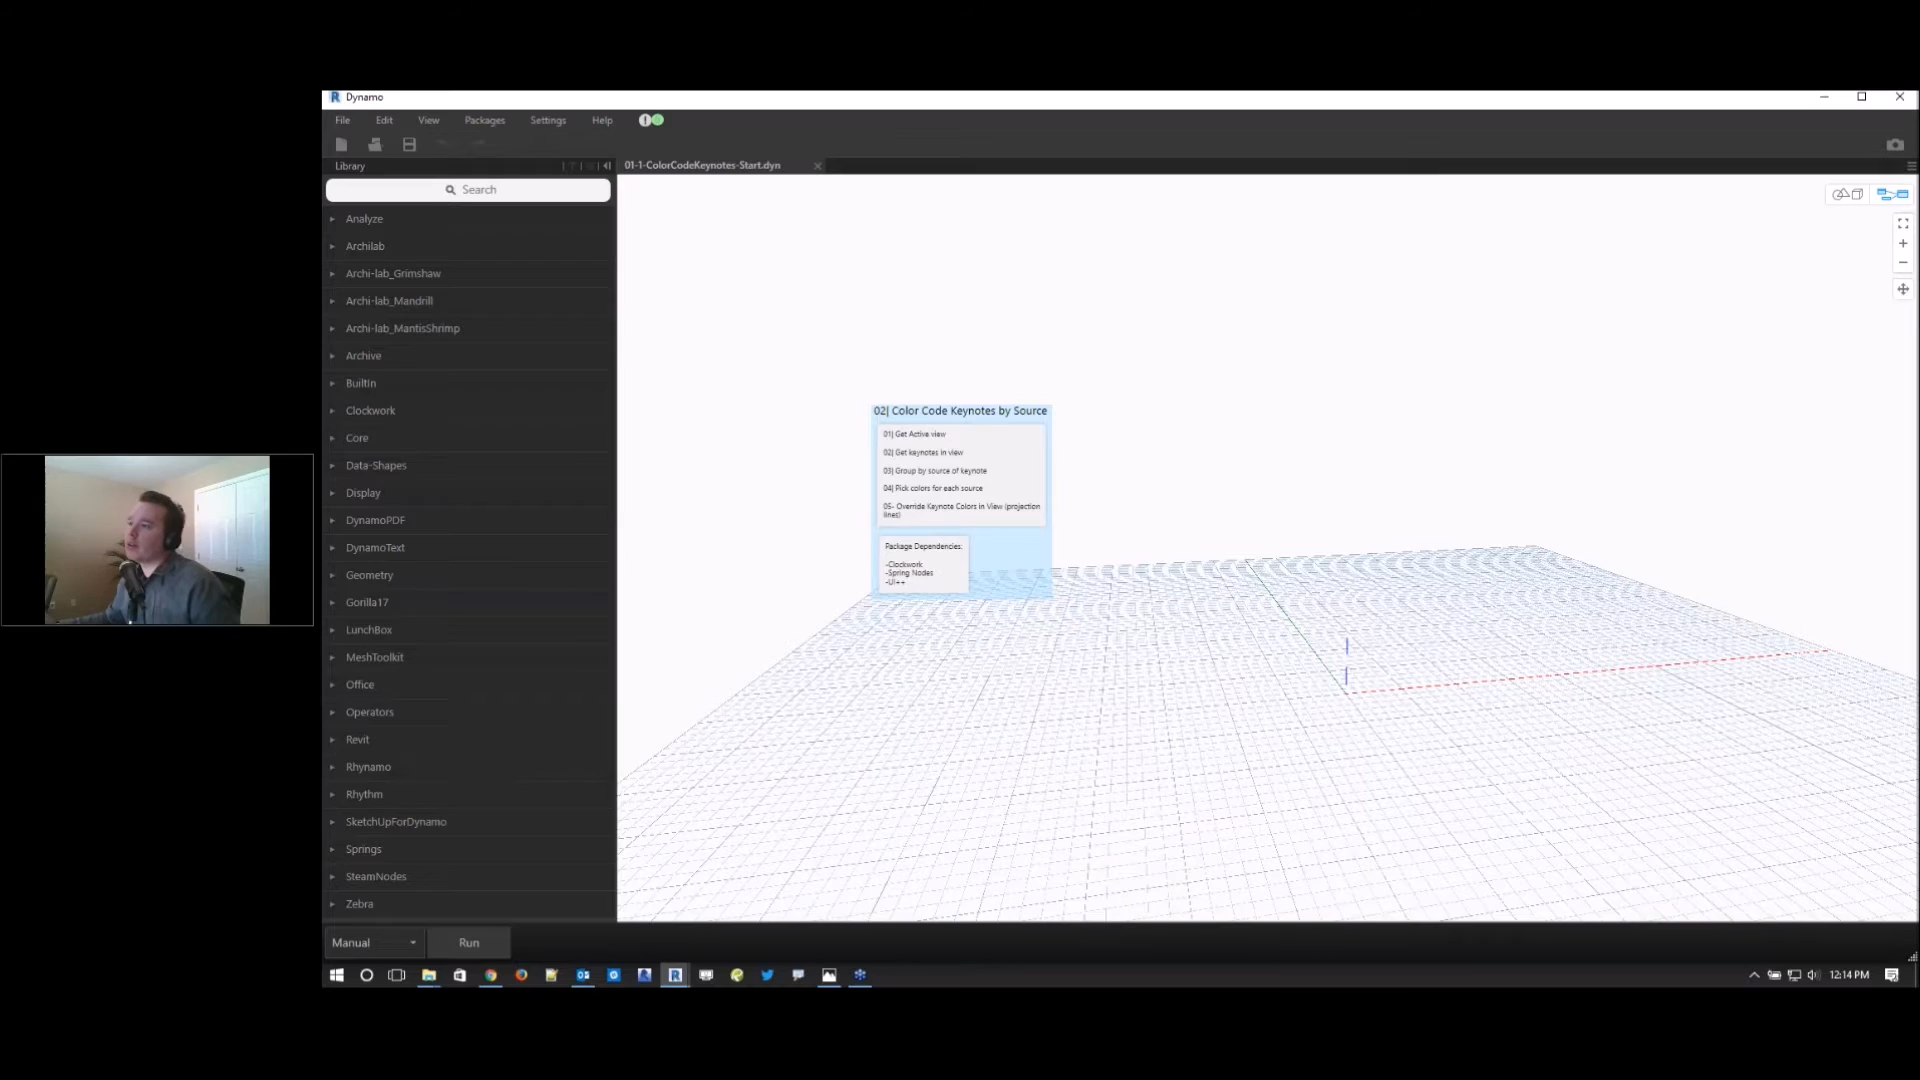 Dynamo
File Edit View Packages Settings Help
Library
01-1-ColorCodeKeynotes-Start.dyn
Search
Analyze
Archilab
Archi-lab_Grimshaw
Archi-lab_Mandrill
Archi-lab_MantisShrimp
Archive
BuiltIn
Clockwork
Core
Data-Shapes
Display
DynamoPDF
DynamoText
Geometry
Gorilla17
LunchBox
MeshToolkit
Office
Operators
Revit
Rhynamo
Rhythm
SketchUpForDynamo
Springs
SteamNodes
Zebra
02| Color Code Keynotes by Source
01| Get Active view
02| Get keynotes in view
03| Group by source of keynote
04| Pick colors for each source
05- Override Keynote Colors in View (projection
lines)
Package Dependencies:
-Clockwork
-Spring Nodes
-UI++
Manual
Run
12:14 PM